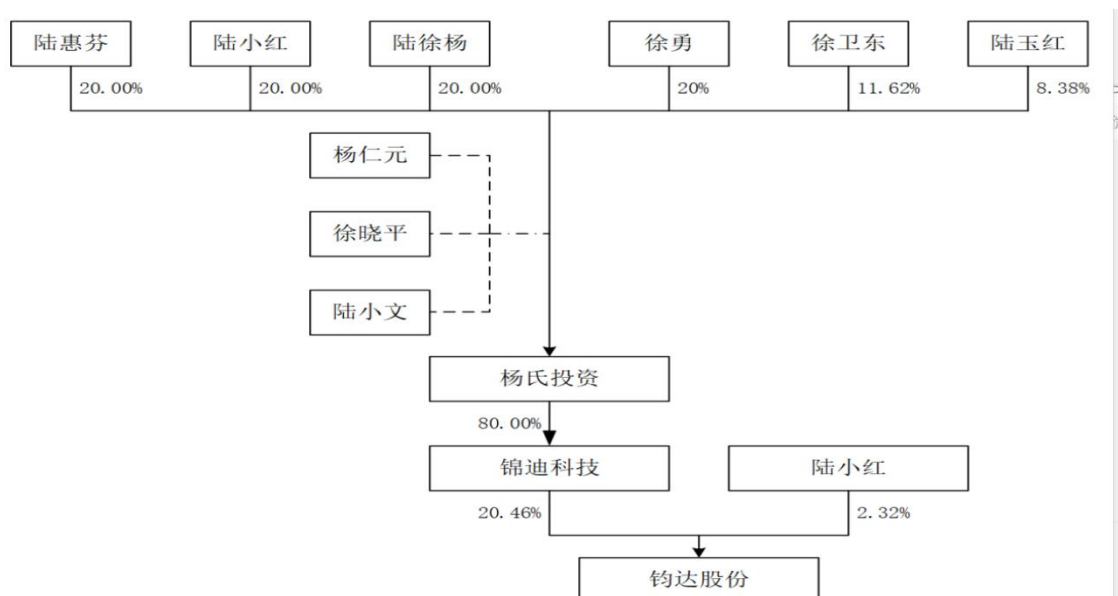 陆惠芬 陆小红 陆徐杨 徐勇 徐卫东 陆玉红
20.00% 20.00% 20.00% 20% 11.62% 8.38%
杨仁元
徐晓平
陆小文
杨氏投资
80.00%
锦迪科技 陆小红
20.46% 2.32%
钧达股份